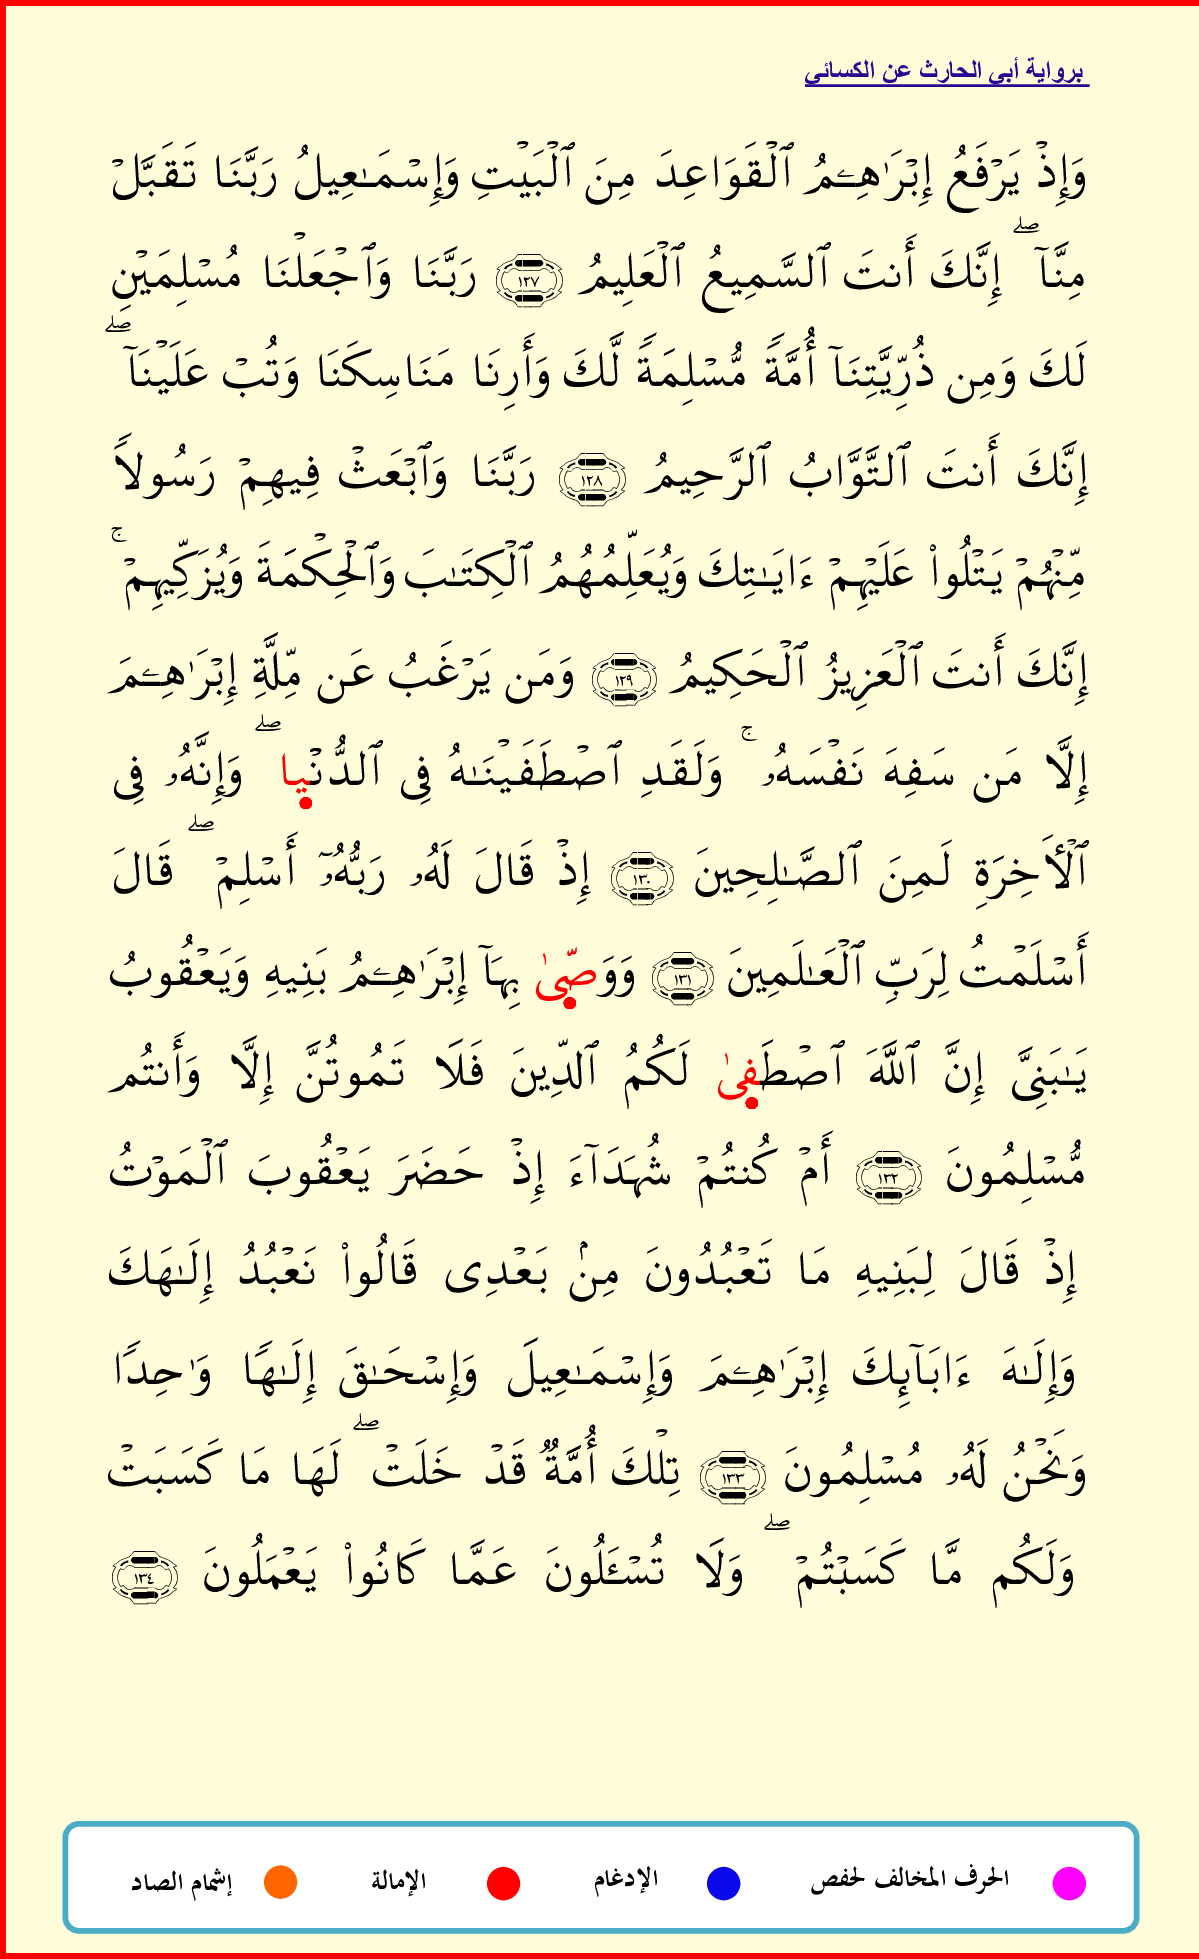 برواية أبي الحارث عن الكسائي
وَإِذۡ يَرۡفَعُ إِبۡرَٰهِـۧمُ ٱلۡقَوَاعِدَ مِنَ ٱلۡبَيۡتِ وَإِسۡمَـٰعِيلُ رَبَّنَا تَقَبَّلۡ
مِنَّآۖ إِنَّكَ أَنتَ ٱلسَّمِيعُ ٱلۡعَلِيمُ ١٢٧ رَبَّنَا وَٱجۡعَلۡنَا مُسۡلِمَيۡنِ
لَكَ وَمِن ذُرِّيَّتِنَآ أُمَّةً مُّسۡلِمَةً لَّكَ وَأَرِنَا مَنَاسِكَنَا وَتُبۡ عَلَيۡنَآۖ
إِنَّكَ أَنتَ ٱلتَّوَّابُ ٱلرَّحِيمُ ١٢٨ رَبَّنَا وَٱبۡعَثۡ فِيهِمۡ رَسُولاً
مِّنۡهُمۡ يَتۡلُواْ عَلَيۡهِمۡ ءَايَـٰتِكَ وَيُعَلِّمُهُمُ ٱلۡكِتَـٰبَ وَٱلۡحِكۡمَةَ وَيُزَكِّيهِمۡۚ
إِنَّكَ أَنتَ ٱلۡعَزِيزُ ٱلۡحَكِيمُ ١٢٩ وَمَن يَرۡغَبُ عَن مِّلَّةِ إِبۡرَٰهِـۧمَ
إِلَّا مَن سَفِهَ نَفۡسَهُۥۚ وَلَقَدِ ٱصۡطَفَيۡنَـٰهُ فِى ٱلدُّنۡيا ۖ وَإِنَّهُۥ فِى
ٱلۡأَخِرَةِ لَمِنَ ٱلصَّـٰلِحِينَ ١٣٠ إِذۡ قَالَ لَهُۥ رَبُّهُۥٓ أَسۡلِمۡۖ قَالَ
أَسۡلَمۡتُ لِرَبِّ ٱلۡعَـٰلَمِينَ ١٣١ وَوَصِّىٰ بِهَآ إِبۡرَٰهِـۧمُ بَنِيهِ وَيَعۡقُوبُ
يَـٰبَنِىَّ إِنَّ ٱللَّهَ ٱصۡطَفِىٰ لَكُمُ ٱلدِّينَ فَلَا تَمُوتُنَّ إِلَّا وَأَنتُم
مُّسۡلِمُونَ ١٣٢ أَمۡ كُنتُمۡ شُهَدَآءَ إِذۡ حَضَرَ يَعۡقُوبَ ٱلۡمَوۡتُ
إِذۡ قَالَ لِبَنِيهِ مَا تَعۡبُدُونَ مِنۢ بَعۡدِى قَالُواْ نَعۡبُدُ إِلَـٰهَكَ
وَإِلَـٰهَ ءَابَآئِكَ إِبۡرَٰهِـۧمَ وَإِسۡمَـٰعِيلَ وَإِسۡحَـٰقَ إِلَـٰهًا وَٰحِدًا
وَنَحۡنُ لَهُۥ مُسۡلِمُونَ ١٣٣ تِلۡكَ أُمَّةٌ قَدۡ خَلَتۡۖ لَهَا مَا كَسَبَتۡ
وَلَكُم مَّا كَسَبۡتُمۡۖ وَلَا تُسۡـَٔلُونَ عَمَّا كَانُواْ يَعۡمَلُونَ ١٣٤
الحرف المخالف لحفص الإدغام الإمالة إشمام الصاد